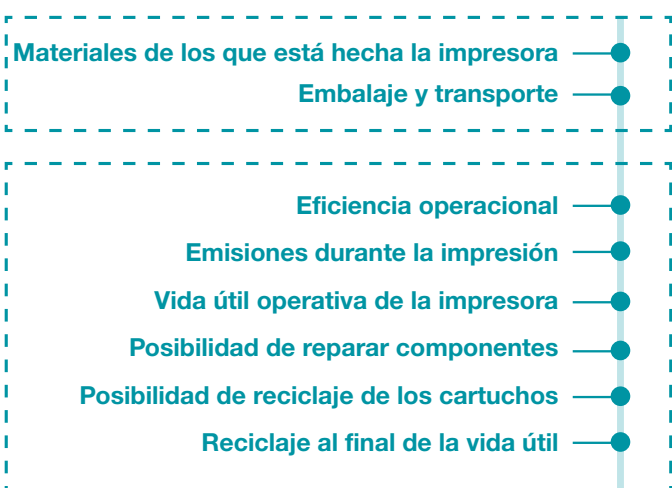 Materiales de los que está hecha la impresora
Embalaje y transporte
Eficiencia operacional
Emisiones durante la impresión
Vida útil operativa de la impresora
Posibilidad de reparar componentes
Posibilidad de reciclaje de los cartuchos
Reciclaje al final de la vida útil